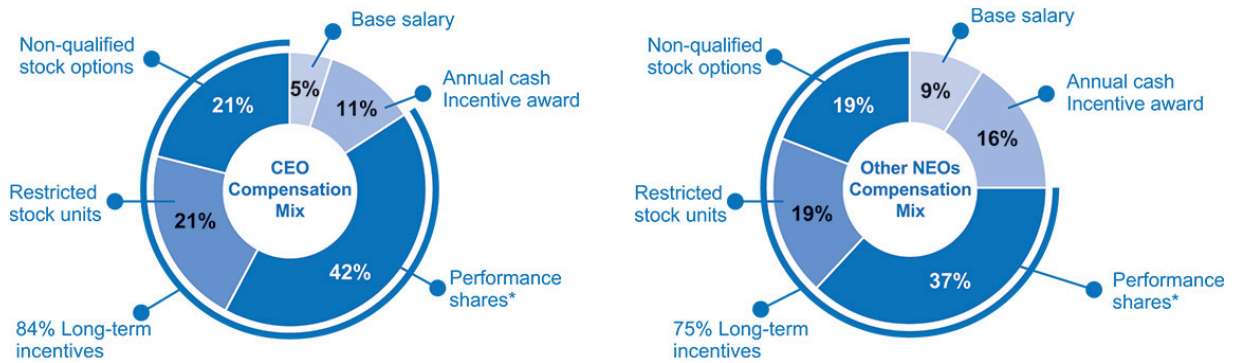 Base salary
Non-qualified
stock options
5%
11%
Annual cash
Incentive award
21%
CEO
Compensation
Mix
Restricted
stock units
21%
42%
Performance
shares*
84% Long-term
incentives
Base salary
Non-qualified
stock options
9%
Annual cash
Incentive award
19%
16%
Other NEOs
Compensation
Mix
Restricted
stock units
19%
37%
Performance
shares*
75% Long-term
incentives